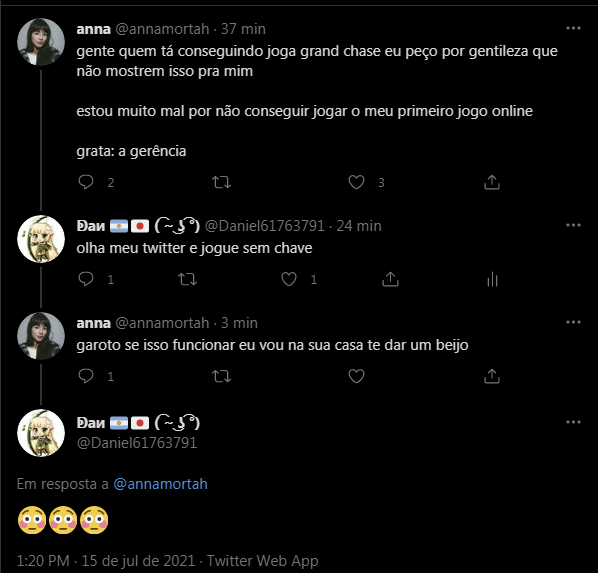 anna @annamortah · 37 min
gente quem tá conseguindo joga grand chase eu peço por gentileza que
não mostrem isso pra mim
estou muito mal por não conseguir jogar o meu primeiro jogo online
grata: a gerência
2
3
Ðaи 🇦🇷🇯🇵 ( ͡~ ͜ʖ ͡°) @Daniel61763791 · 24 min
olha meu twitter e jogue sem chave
1
1
anna @annamortah · 3 min
garoto se isso funcionar eu vou na sua casa te dar um beijo
1
Ðaи 🇦🇷🇯🇵 ( ͡~ ͜ʖ ͡°)
@Daniel61763791
Em resposta a @annamortah
😳😳😳
1:20 PM · 15 de jul de 2021 · Twitter Web App